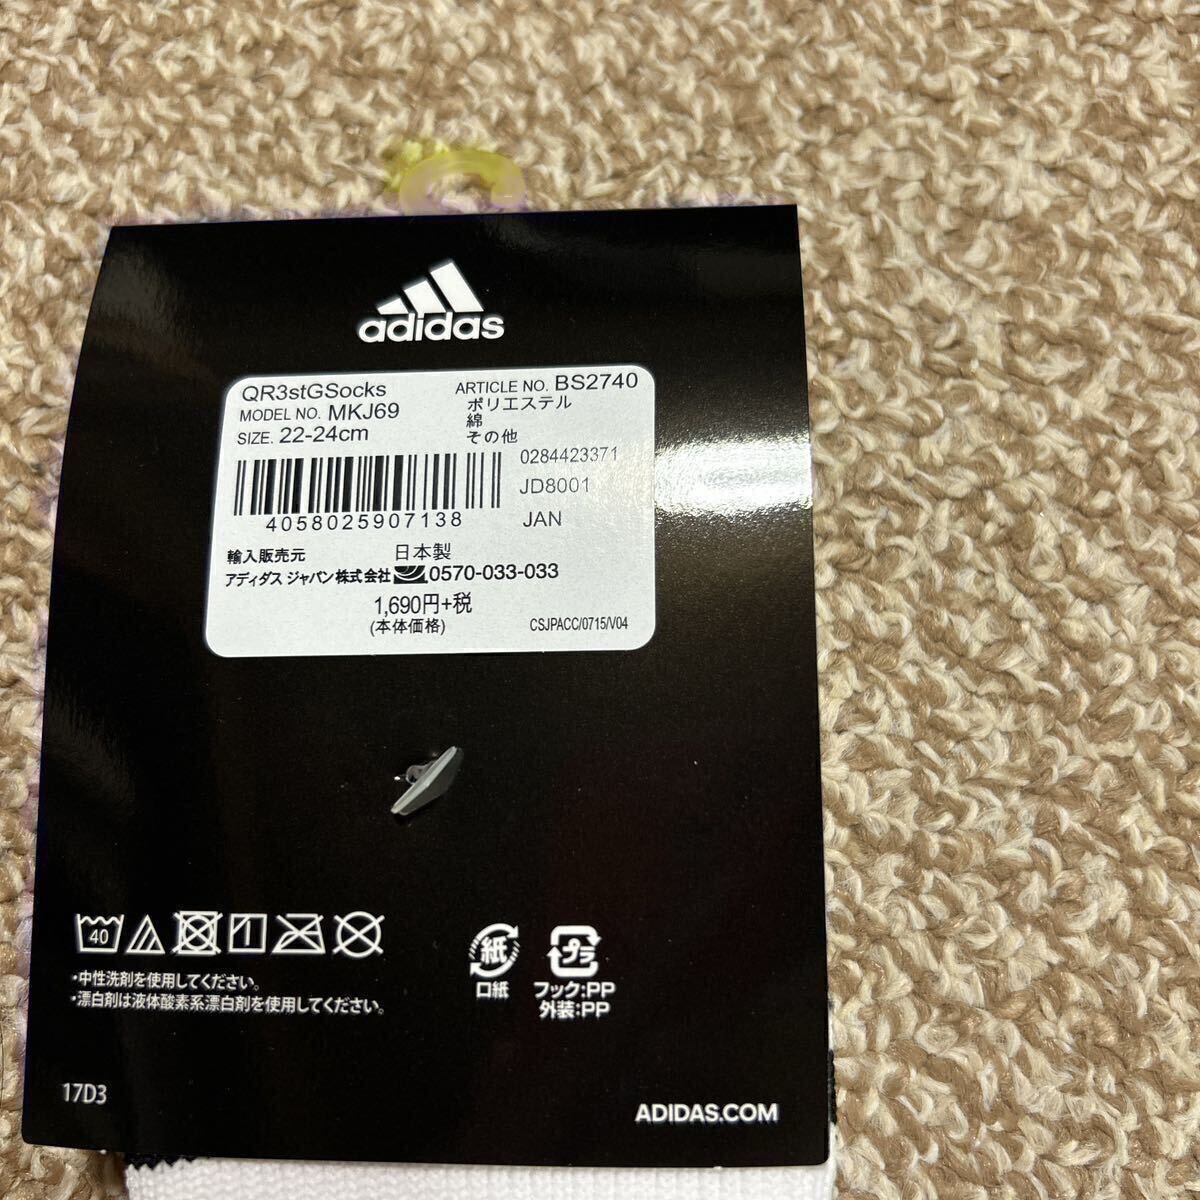 adidas
QR3stGSocks
ARTICLE NO. BS2740
MODEL NO. MKJ69
ポリエステル
綿
SIZE. 22-24cm
その他
0284423371
JD8001
4058025907138
JAN
輸入販売元
日本製
アディダス ジャパン株式会社 0570-033-033
1,690円+税
(本体価格)
CSJPACC/0715/V04
40
紙
プラ
・中性洗剤を使用してください。
・漂白剤は液体酸素系漂白剤を使用してください。
口紙
フック:PP
外装:PP
17D3
ADIDAS.COM